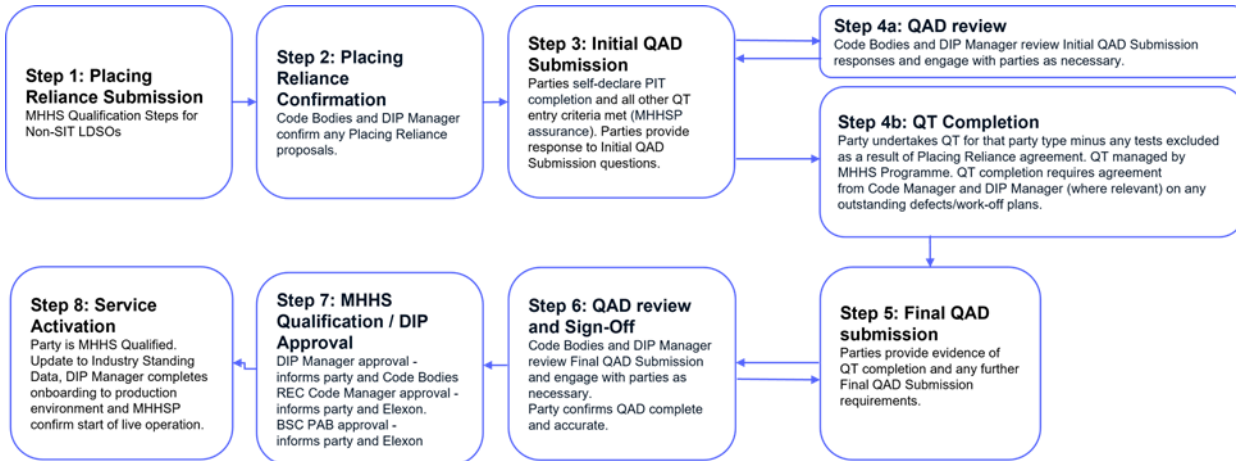 Step 1: Placing
Reliance Submission
MHHS Qualification Steps for
Non-SIT LDSOs
Step 2: Placing
Reliance
Confirmation
Code Bodies and DIP Manager
confirm any Placing Reliance
proposals.
Step 3: Initial QAD
Submission
Parties self-declare PIT
completion and all other QT
entry criteria met (MHHSP
assurance). Parties provide
response to Initial QAD
Submission questions.
Step 4a: QAD review
Code Bodies and DIP Manager review Initial QAD Submission
responses and engage with parties as necessary.
Step 4b: QT Completion
Party undertakes QT for that party type minus any tests excluded
as a result of Placing Reliance agreement. QT managed by
MHHS Programme. QT completion requires agreement
from Code Manager and DIP Manager (where relevant) on any
outstanding defects/work-off plans.
Step 5: Final QAD
submission
Parties provide evidence of
QT completion and any further
Final QAD Submission
requirements.
Step 6: QAD review
and Sign-Off
Code Bodies and DIP Manager
review Final QAD Submission
and engage with parties as
necessary.
Party confirms QAD complete
and accurate.
Step 7: MHHS
Qualification / DIP
Approval
DIP Manager approval -
informs party and Code Bodies
REC Code Manager approval -
informs party and Elexon.
BSC PAB approval -
informs party and Elexon
Step 8: Service
Activation
Party is MHHS Qualified.
Update to Industry Standing
Data, DIP Manager completes
onboarding to production
environment and MHHSP
confirm start of live operation.